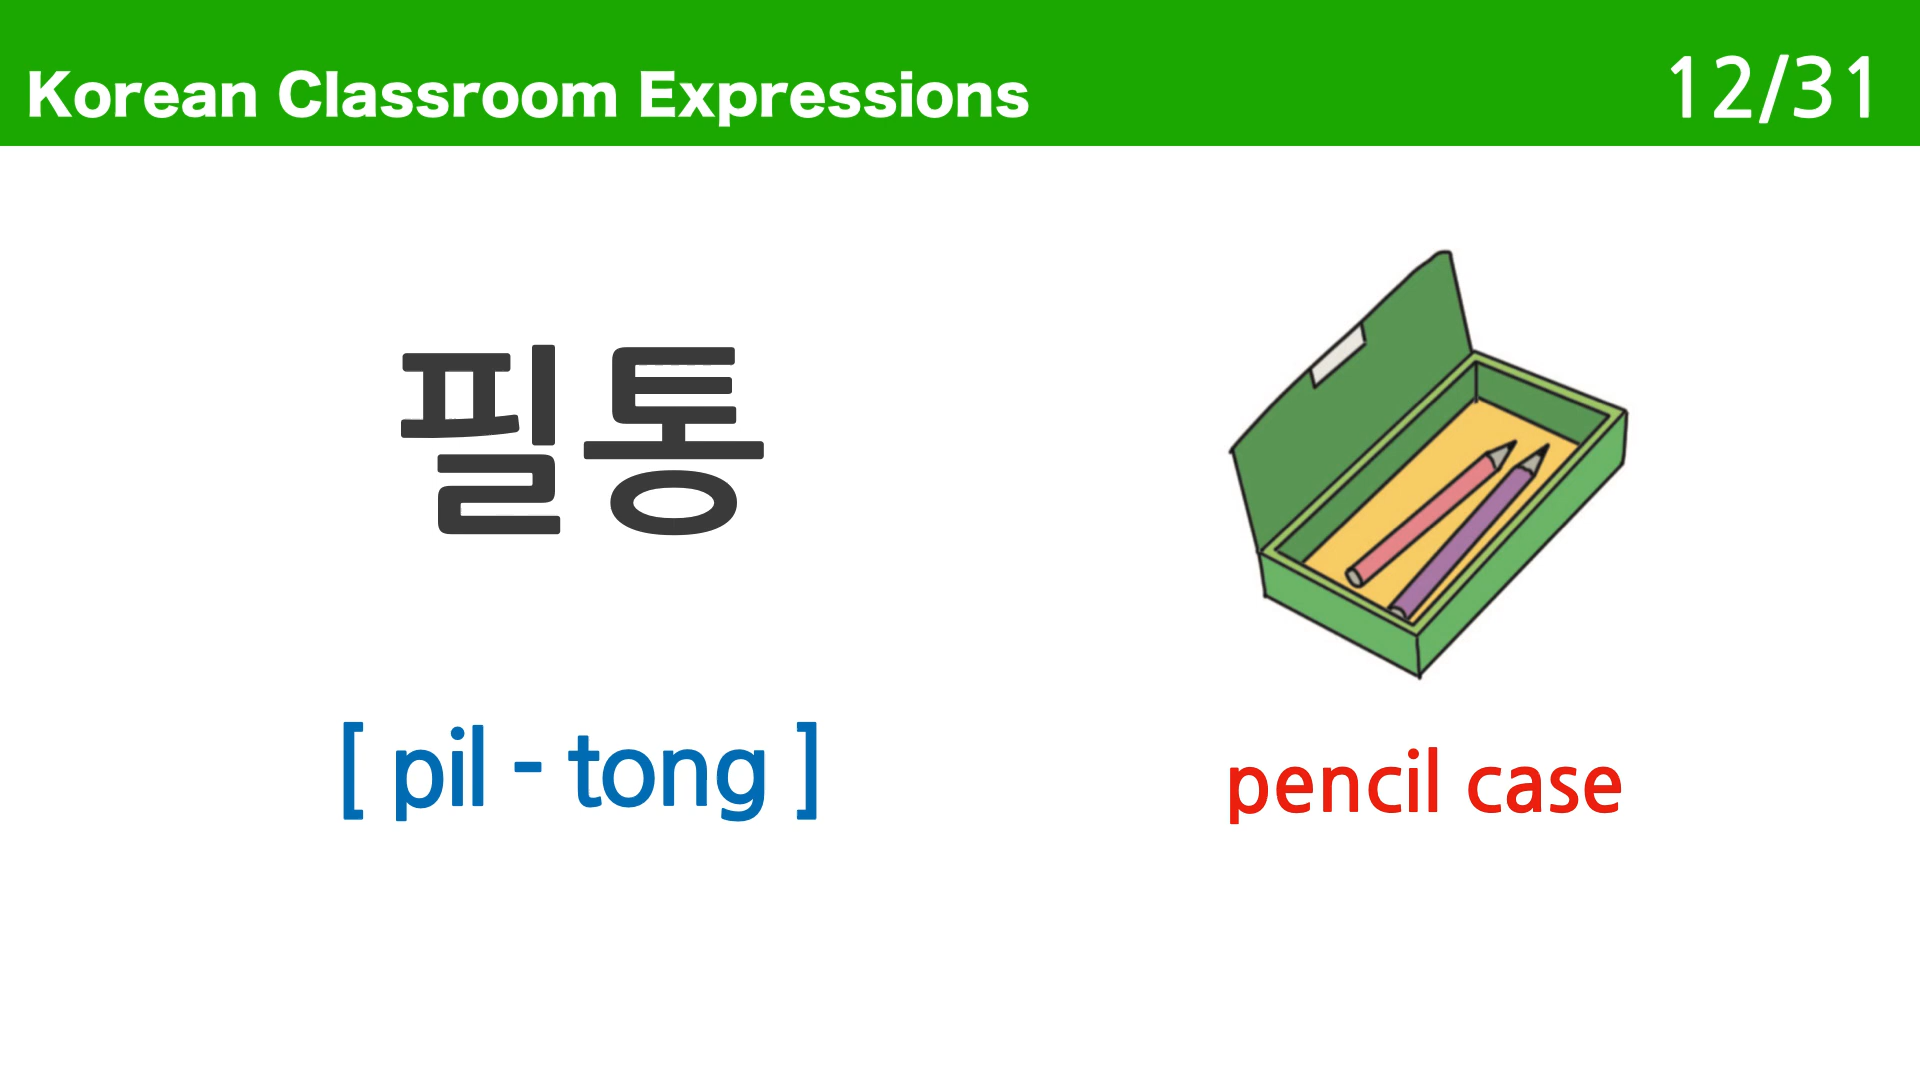 Korean Classroom Expressions
12/31
필통
[ pil - tong ]
pencil case